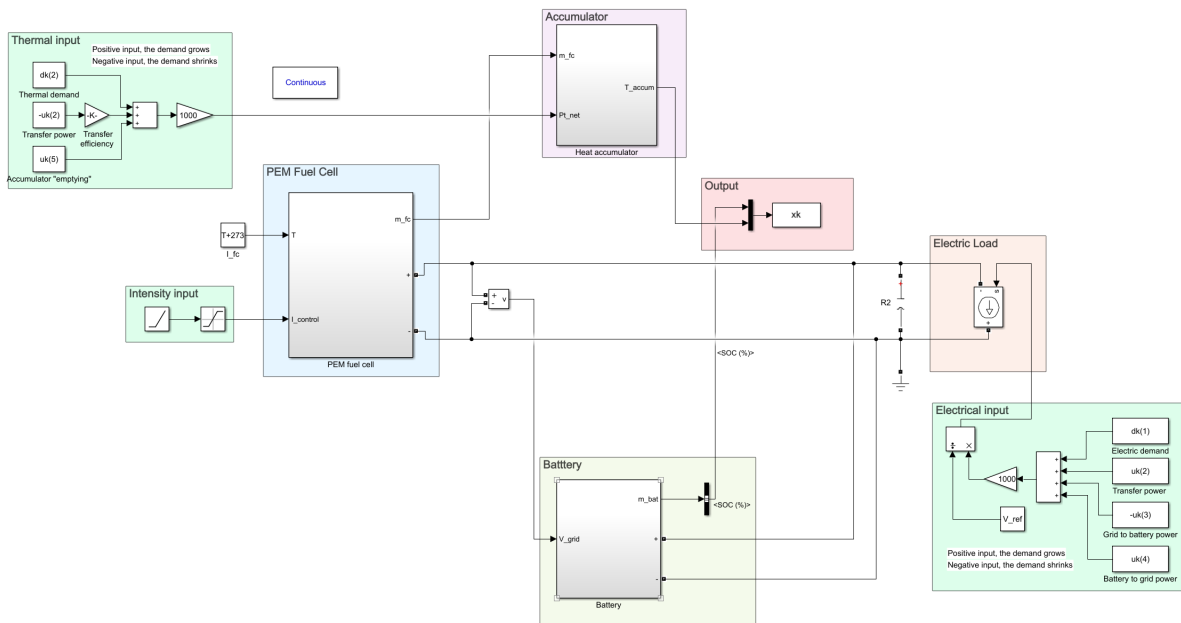 Accumulator
Thermal input
Positive input, the demand grows
Negative input, the demand shrinks
dk(2)
Thermal demand
-uk(2)
Transfer power
-K-
Transfer
efficiency
+
+
+
1000
uk(5)
Accumulator "emptying"
Continuous
m_fc
Pt_net
T_accum
Heat accumulator
PEM Fuel Cell
T+273
I_fc
T
I_control
m_fc
+
-
PEM fuel cell
Intensity input
+
-
v
Output
xk
R2
+
Electric Load
-
s
+
<SOC (%)>
Electrical input
÷
×
1000
+
+
+
+
dk(1)
Electric demand
uk(2)
Transfer power
-uk(3)
Grid to battery power
uk(4)
Battery to grid power
V_ref
Positive input, the demand grows
Negative input, the demand shrinks
Batttery
m_bat
<SOC (%)>
V_grid
+
-
Battery